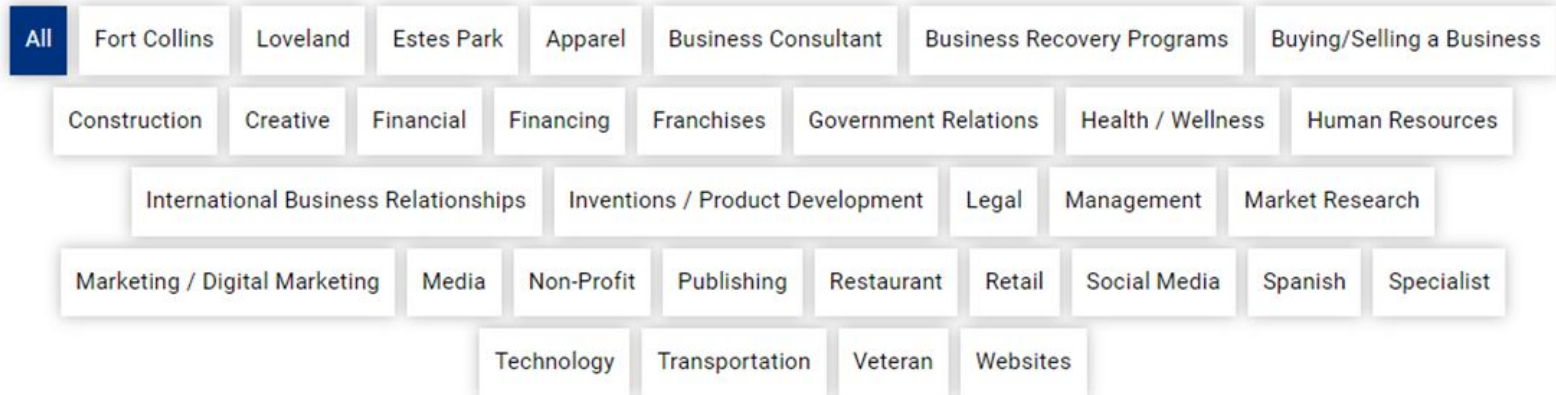 All Fort Collins Loveland Estes Park Apparel Business Consultant Business Recovery Programs Buying/Selling a Business
Construction Creative Financial Financing Franchises Government Relations Health / Wellness Human Resources
International Business Relationships Inventions / Product Development Legal Management Market Research
Marketing / Digital Marketing Media Non-Profit Publishing Restaurant Retail Social Media Spanish Specialist
Technology Transportation Veteran Websites